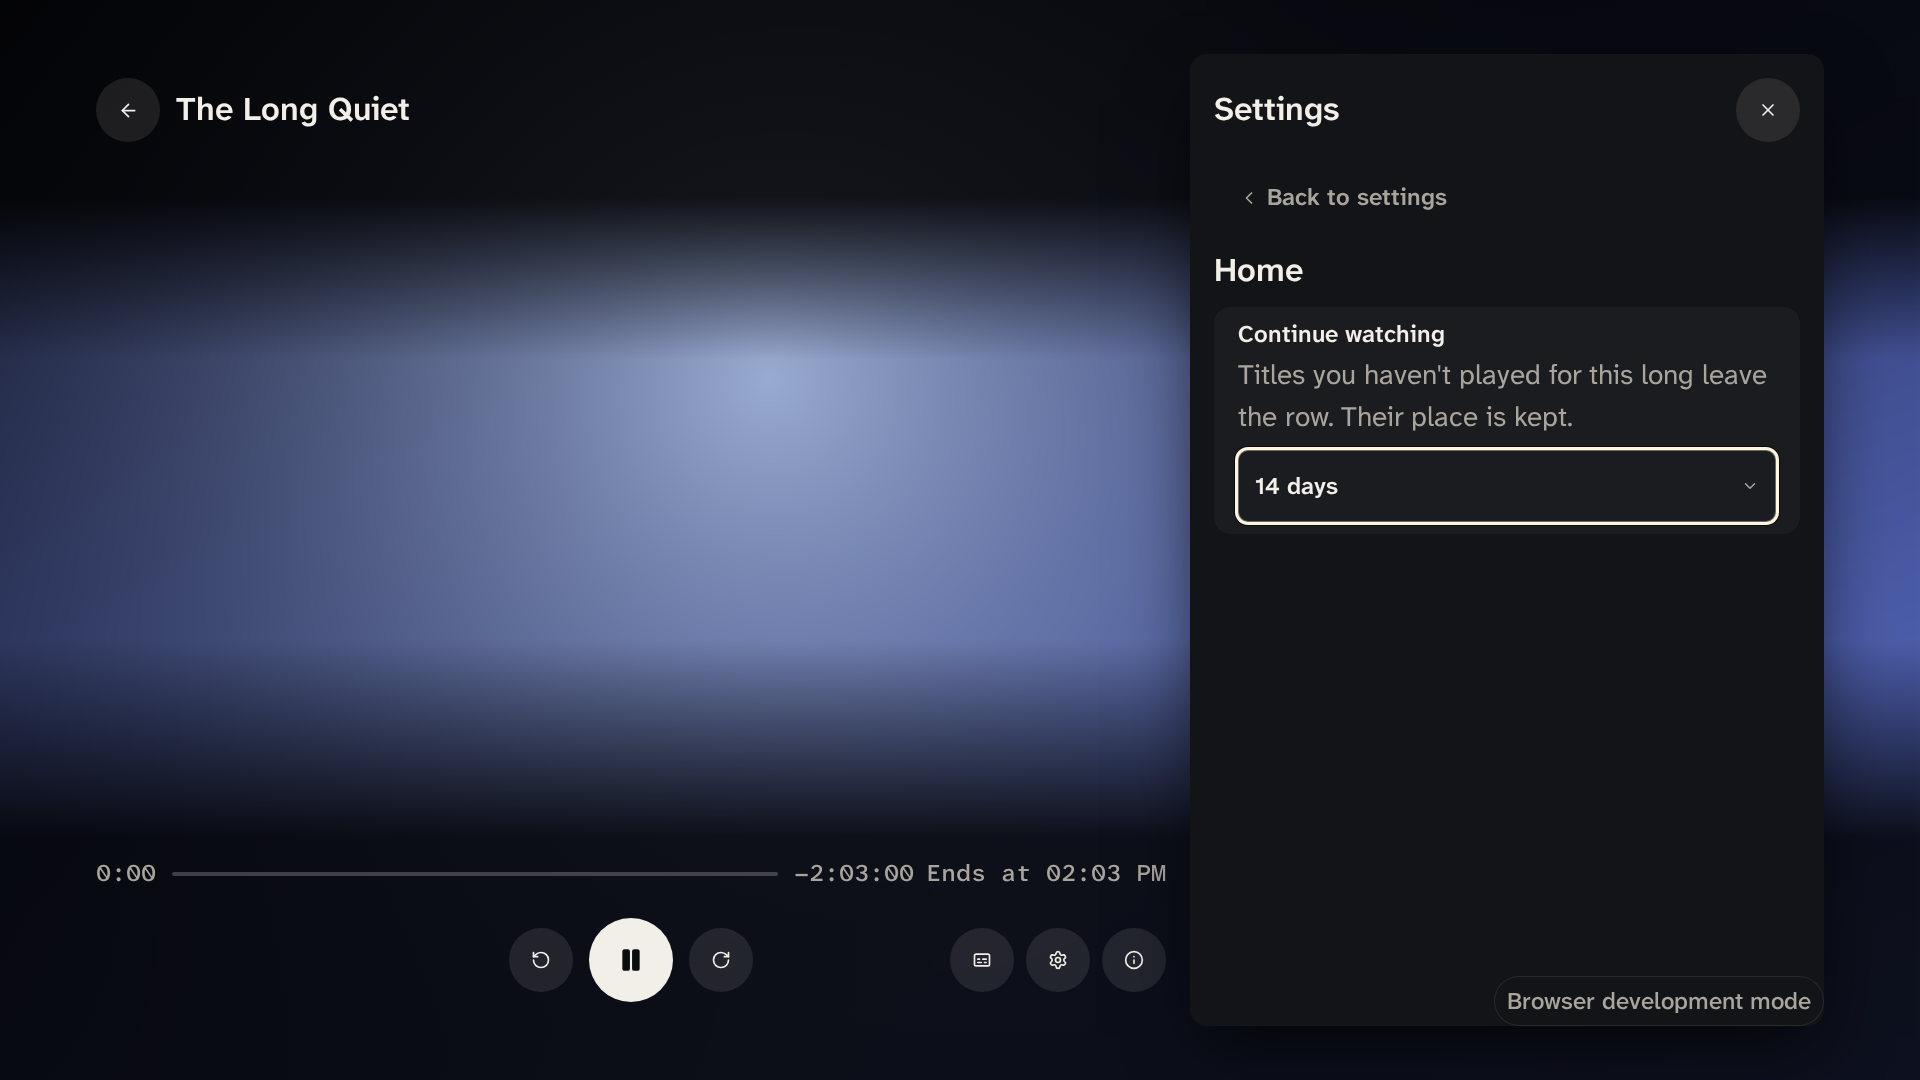 The Long Quiet
Settings
Back to settings
Home
Continue watching
Titles you haven't played for this long leave
the row. Their place is kept.
14 days
0:00
−2:03:00 Ends at 02:03 PM
Browser development mode